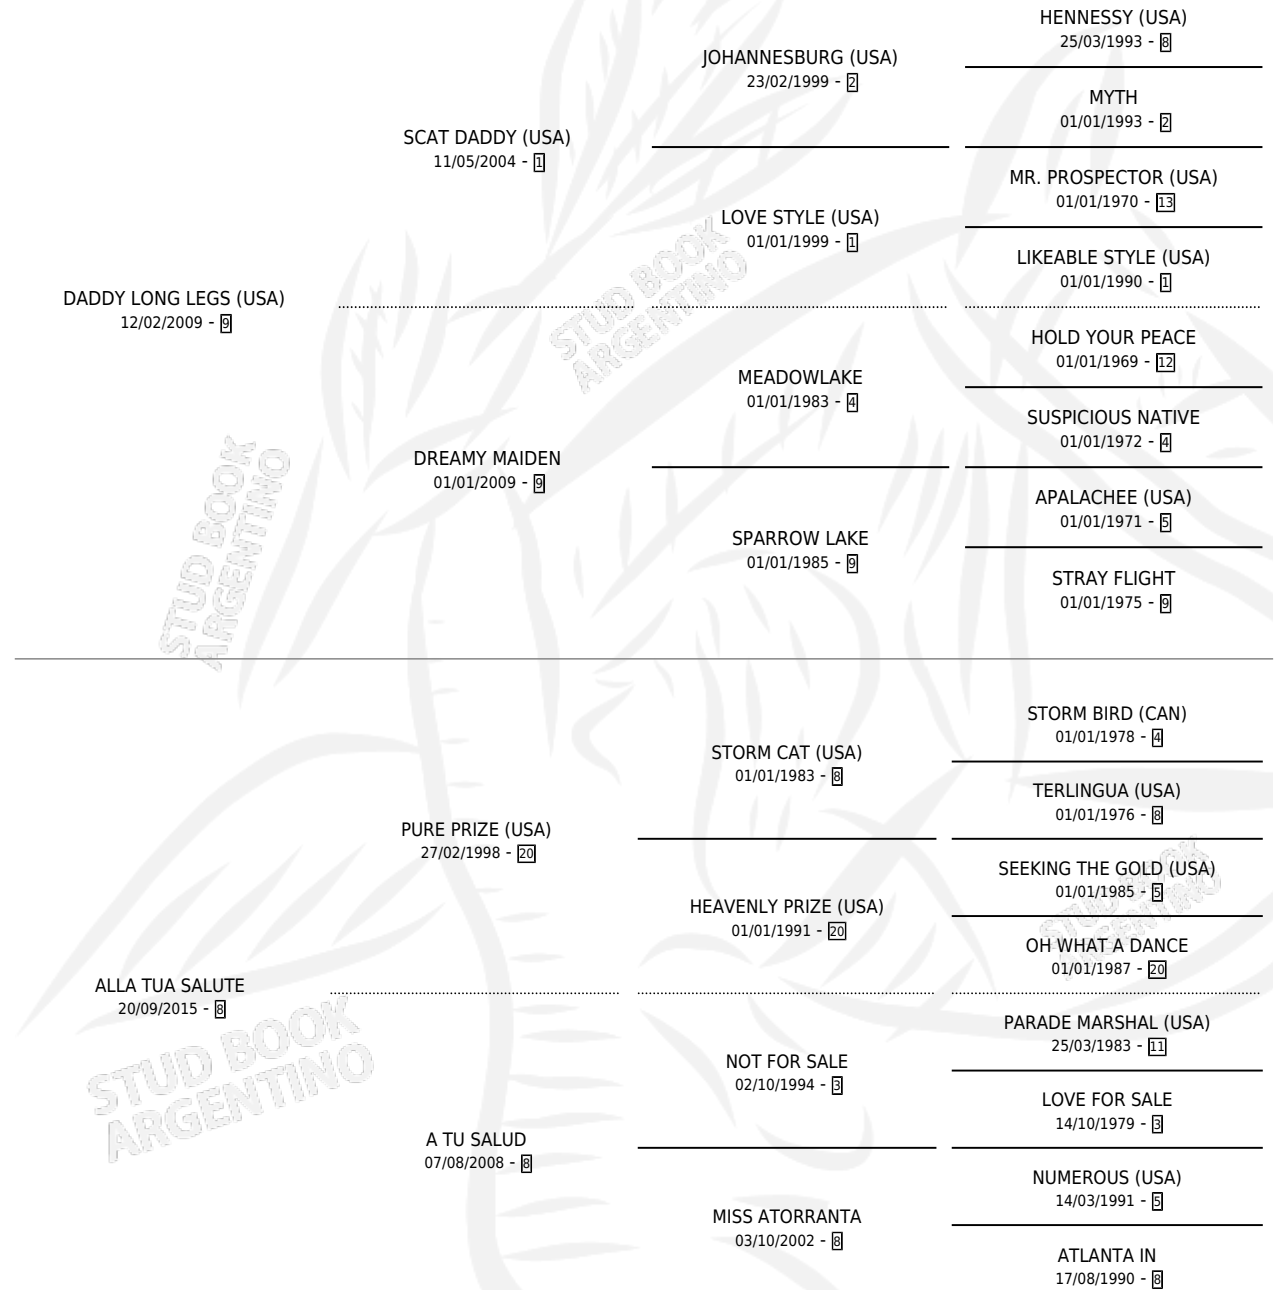 HENNESSY (USA)
25/03/1993 - 8
JOHANNESBURG (USA)
23/02/1999 - 2
MYTH
01/01/1993 - 2
SCAT DADDY (USA)
11/05/2004 - 1
MR. PROSPECTOR (USA)
01/01/1970 - 13
LOVE STYLE (USA)
01/01/1999 - 1
LIKEABLE STYLE (USA)
01/01/1990 - 1
DADDY LONG LEGS (USA)
12/02/2009 - 9
HOLD YOUR PEACE
01/01/1969 - 12
MEADOWLAKE
01/01/1983 - 4
SUSPICIOUS NATIVE
01/01/1972 - 4
DREAMY MAIDEN
01/01/2009 - 9
APALACHEE (USA)
01/01/1971 - 5
SPARROW LAKE
01/01/1985 - 9
STRAY FLIGHT
01/01/1975 - 9
STORM BIRD (CAN)
01/01/1978 - 4
STORM CAT (USA)
01/01/1983 - 8
TERLINGUA (USA)
01/01/1976 - 8
PURE PRIZE (USA)
27/02/1998 - 20
SEEKING THE GOLD (USA)
01/01/1985 - 5
HEAVENLY PRIZE (USA)
01/01/1991 - 20
OH WHAT A DANCE
01/01/1987 - 20
ALLA TUA SALUTE
20/09/2015 - 8
PARADE MARSHAL (USA)
25/03/1983 - 11
NOT FOR SALE
02/10/1994 - 3
LOVE FOR SALE
14/10/1979 - 3
A TU SALUD
07/08/2008 - 8
NUMEROUS (USA)
14/03/1991 - 5
MISS ATORRANTA
03/10/2002 - 8
ATLANTA IN
17/08/1990 - 8
STUD BOOK
ARGENTINO
STUD BOOK
ARGENTINO
STUD BOOK
ARGENTINO
STUD BOOK
ARGENTINO